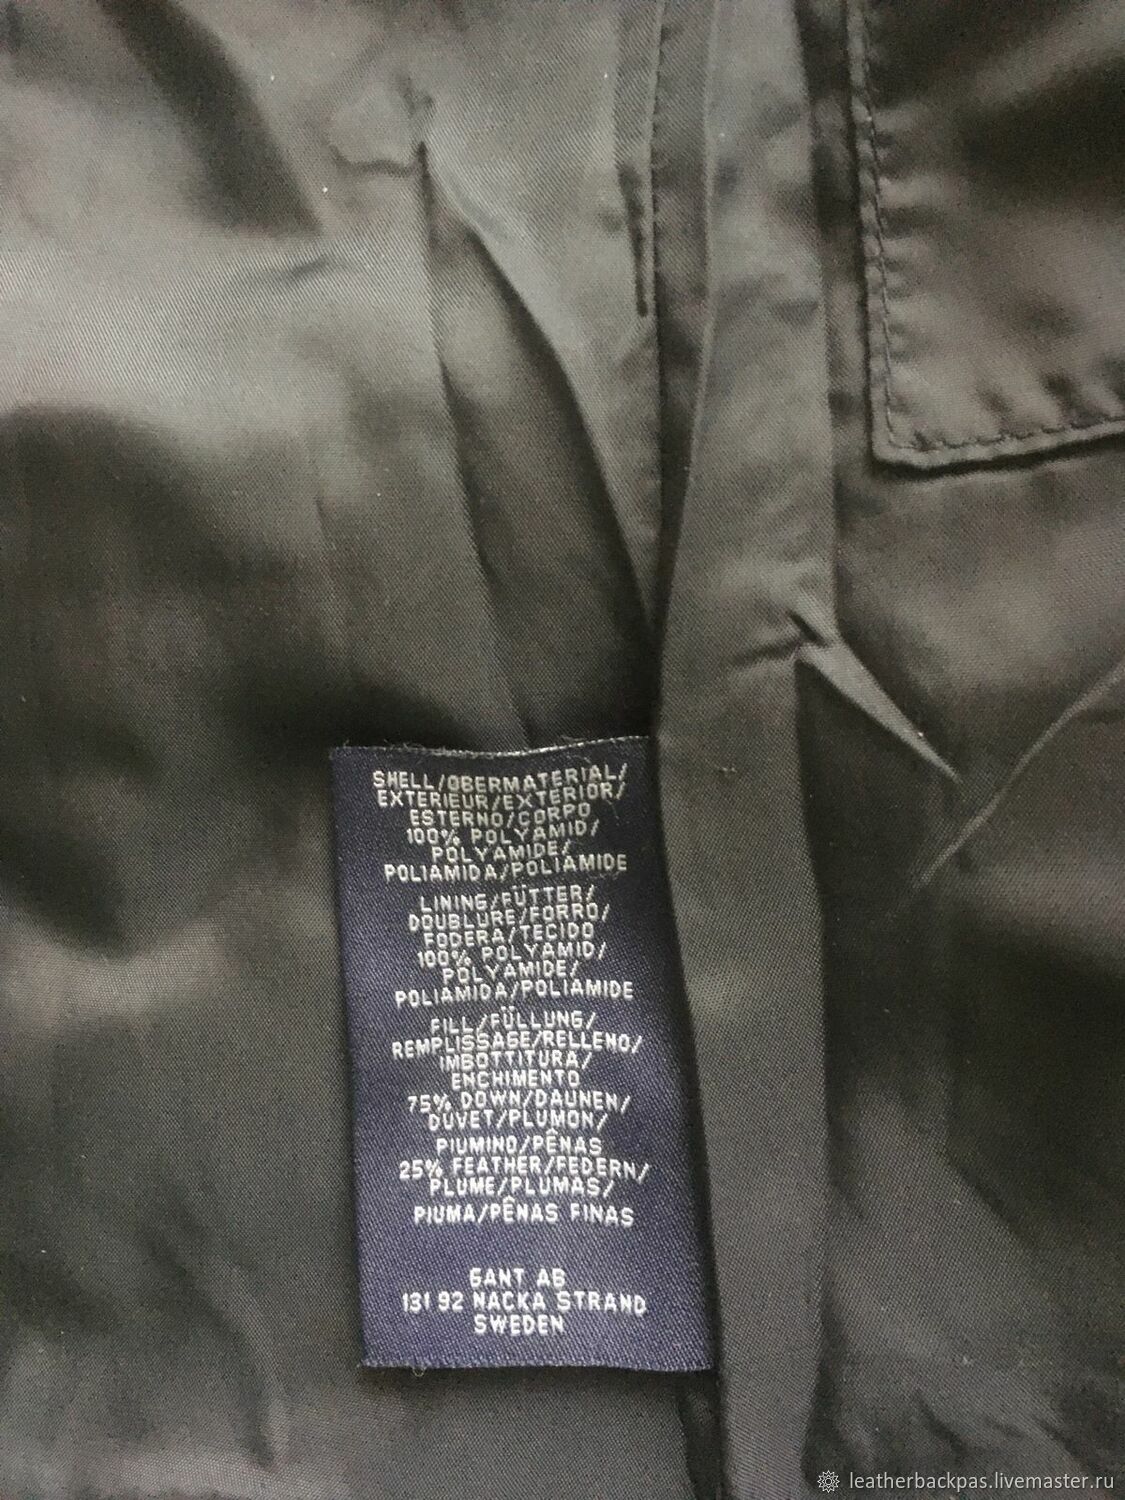 SHELL/OBERMATERIAL/
EXTERIEUR/EXTERIOR/
ESTERNO/CORPO
100% POLYAMID/
POLYAMIDE/
POLIAMIDA/POLIAMIDE
LINING/FÜTTER/
DOUBLURE/FORRO/
FODERA/TECIDO
100% POLYAMID/
POLYAMIDE/
POLIAMIDA/POLIAMIDE
FILL/FÜLLUNG/
REMPLISSAGE/RELLENO/
IMBOTTITURA/
ENCHIMENTO
75% DOWN/DAUNEN/
DUVET/PLUMON/
PIUMINO/PÊNAS
25% FEATHER/FEDERN/
PLUME/PLUMAS/
PIUMA/PÊNAS FINAS
GANT AB
131 92 NACKA STRAND
SWEDEN
leatherbackpas.livemaster.ru